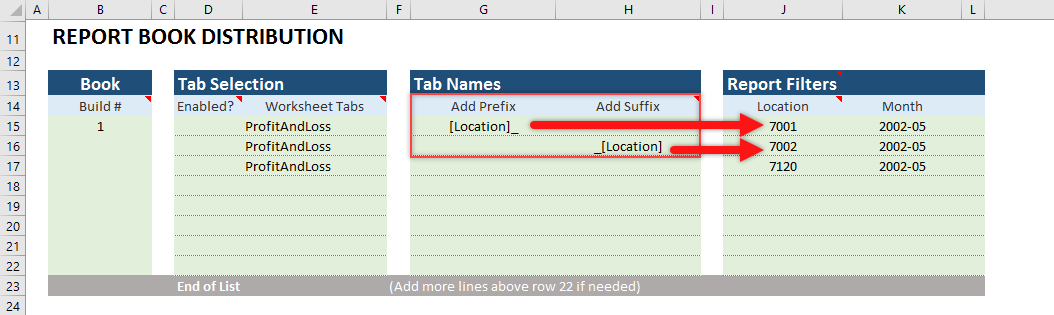 A B C D E F G H I J K L
11 REPORT BOOK DISTRIBUTION
12
13 Book Tab Selection Tab Names Report Filters
14 Build # Enabled? Worksheet Tabs Add Prefix Add Suffix Location Month
15 1 ProfitAndLoss [Location]_ 7001 2002-05
16 ProfitAndLoss _[Location] 7002 2002-05
17 ProfitAndLoss 7120 2002-05
18
19
20
21
22
23 End of List (Add more lines above row 22 if needed)
24